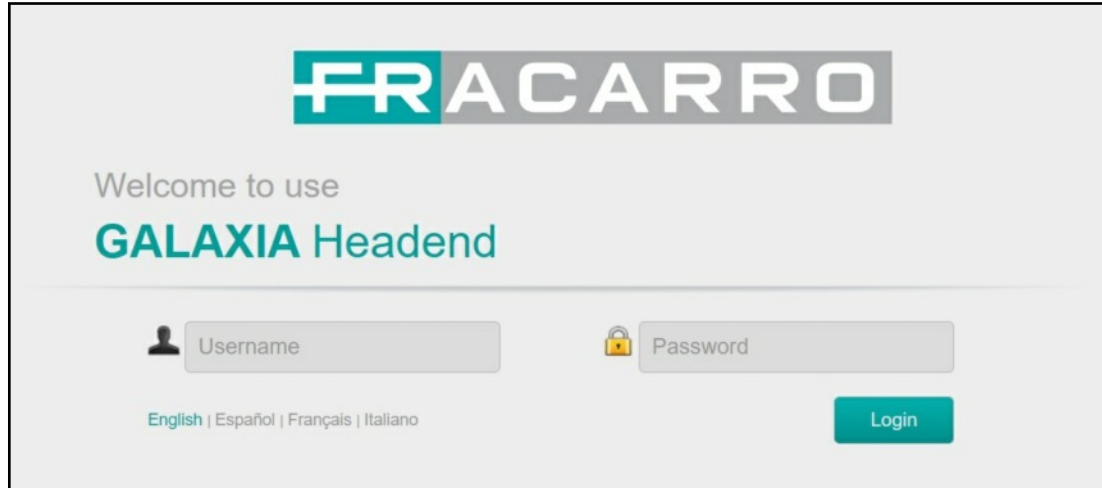 FRACARRO
Welcome to use
GALAXIA Headend
Username
Password
English | Español | Français | Italiano
Login